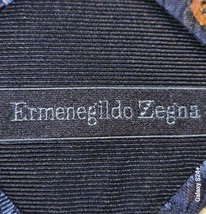 Ermenegildo Zegna
Galaxy S24+